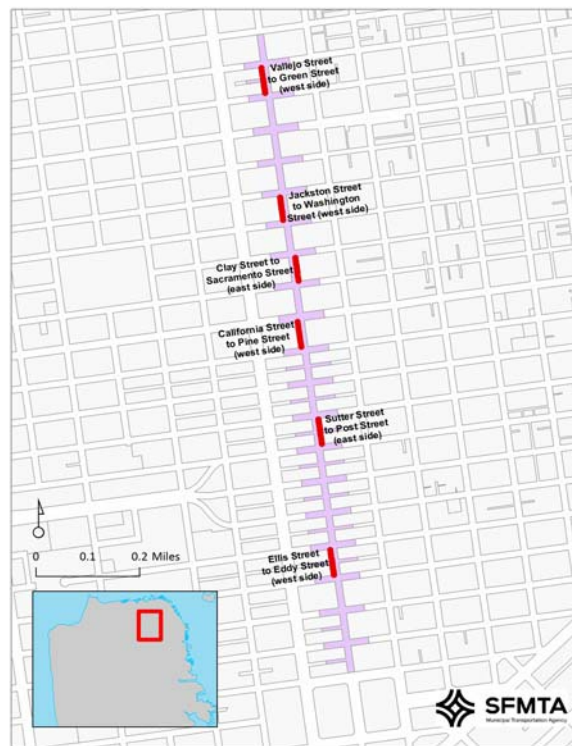 Vallejo Street
to Green Street
(west side)
Jackston Street
to Washington
Street (west side)
Clay Street to
Sacramento Street
(east side)
California Street
to Pine Street
(west side)
Sutter Street
to Post Street
(east side)
Ellis Street
to Eddy Street
(west side)
0 0.1 0.2 Miles
SFMTA
Municipal Transportation Agency